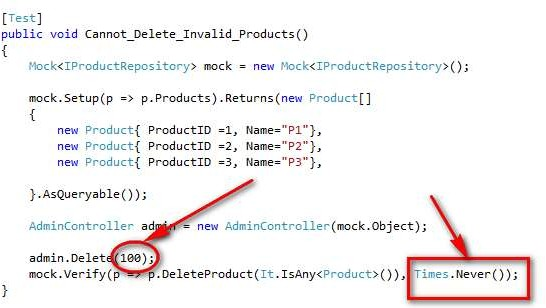 [Test]
public void Cannot_Delete_Invalid_Products()
{
Mock<IProductRepository> mock = new Mock<IProductRepository>();
mock.Setup(p => p.Products).Returns(new Product[]
{
new Product{ ProductID =1, Name="P1"},
new Product{ ProductID =2, Name="P2"},
new Product{ ProductID =3, Name="P3"},
}.AsQueryable());
AdminController admin = new AdminController(mock.Object);
admin.Delete(100);
mock.Verify(p => p.DeleteProduct(It.IsAny<Product>()), Times.Never());
}